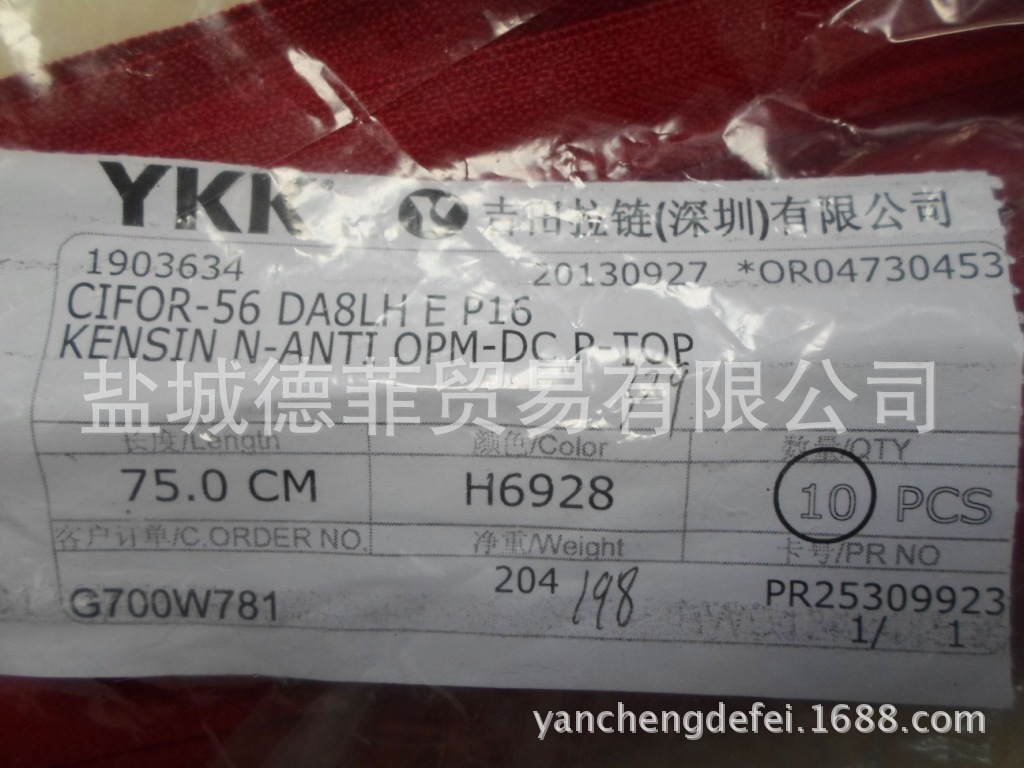 YKK® 吉田拉链(深圳)有限公司
1903634 20130927 *OR04730453
CIFOR-56 DA8LH E P16
KENSIN N-ANTI OPM-DC P-TOP
盐城德菲贸易有限公司
长度/Length 颜色/Color 数量/QTY
75.0 CM H6928 10 PCS
客户订单/C.ORDER NO. 净重/Weight 卡号/PR NO
G700W781 204 198 PR25309923
1/ 1
yanchengdefei.1688.com